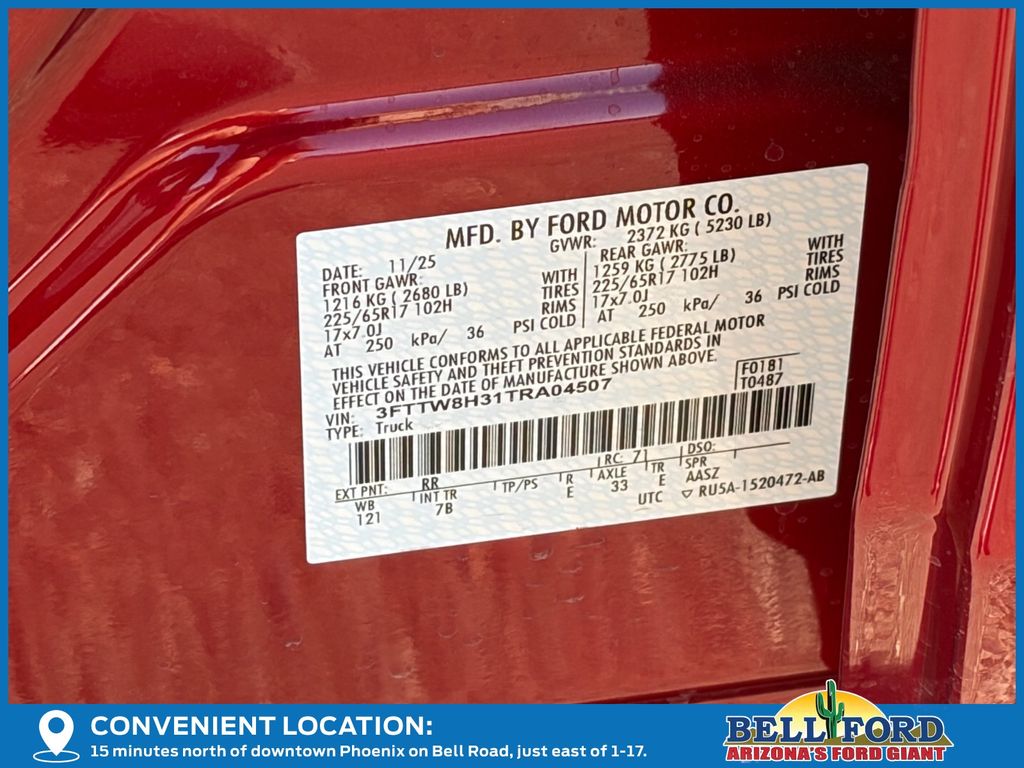 MFD. BY FORD MOTOR CO.
DATE: 11/25 GVWR: 2372 KG ( 5230 LB)
FRONT GAWR: REAR GAWR:
1216 KG ( 2680 LB) WITH 1259 KG ( 2775 LB) WITH
225/65R17 102H TIRES 225/65R17 102H TIRES
17x7.0J RIMS 17x7.0J RIMS
AT 250 kPa/ 36 PSI COLD AT 250 kPa/ 36 PSI COLD
THIS VEHICLE CONFORMS TO ALL APPLICABLE FEDERAL MOTOR
VEHICLE SAFETY AND THEFT PREVENTION STANDARDS IN
EFFECT ON THE DATE OF MANUFACTURE SHOWN ABOVE.
VIN: 3FTTW8H31TRA04507 F0181
TYPE: Truck T0487
EXT PNT: RR RC: 71 DSO:
WB INT TR TP/PS R AXLE TR SPR
121 7B E 33 E AASZ
UTC ▽ RU5A-1520472-AB
CONVENIENT LOCATION:
15 minutes north of downtown Phoenix on Bell Road, just east of 1-17.
BELL FORD
ARIZONA'S FORD GIANT